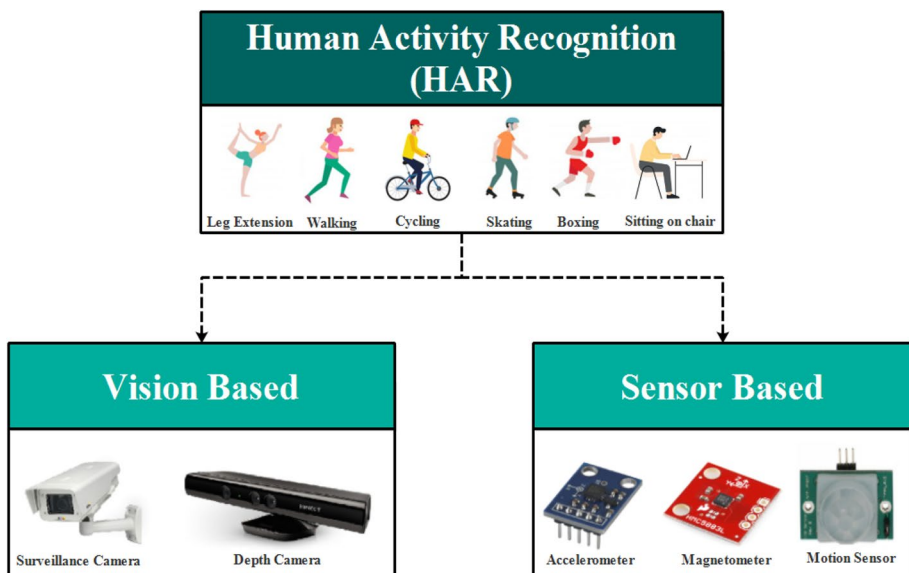 Human Activity Recognition
(HAR)
Leg Extension Walking Cycling Skating Boxing Sitting on chair
Vision Based
Surveillance Camera Depth Camera
Sensor Based
HMC5883L
Accelerometer Magnetometer Motion Sensor